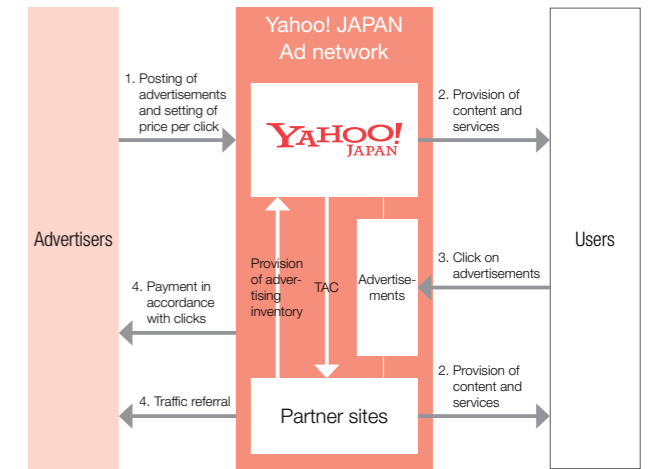 Yahoo! JAPAN
Ad network
1. Posting of
advertisements
and setting of
price per click
YAHOO!
JAPAN
2. Provision of
content and
services
Advertisers
Users
3. Click on
advertisements
Provision
of adver-
tising
inventory
TAC
Advertise-
ments
4. Payment in
accordance
with clicks
4. Traffic referral
Partner sites
2. Provision of
content and
services